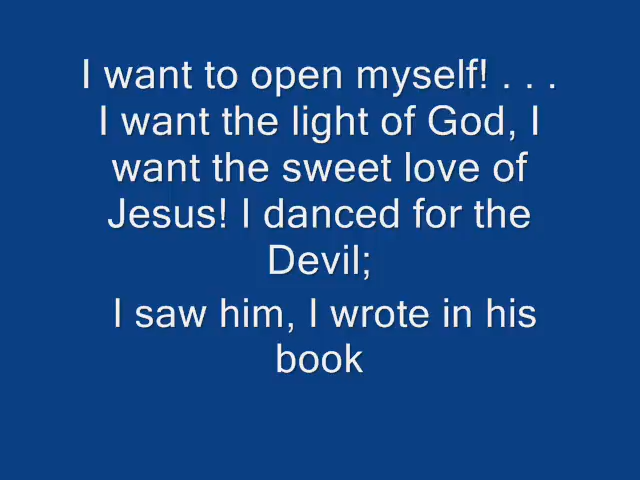 I want to open myself! . . .
I want the light of God, I
want the sweet love of
Jesus! I danced for the
Devil;
I saw him, I wrote in his
book